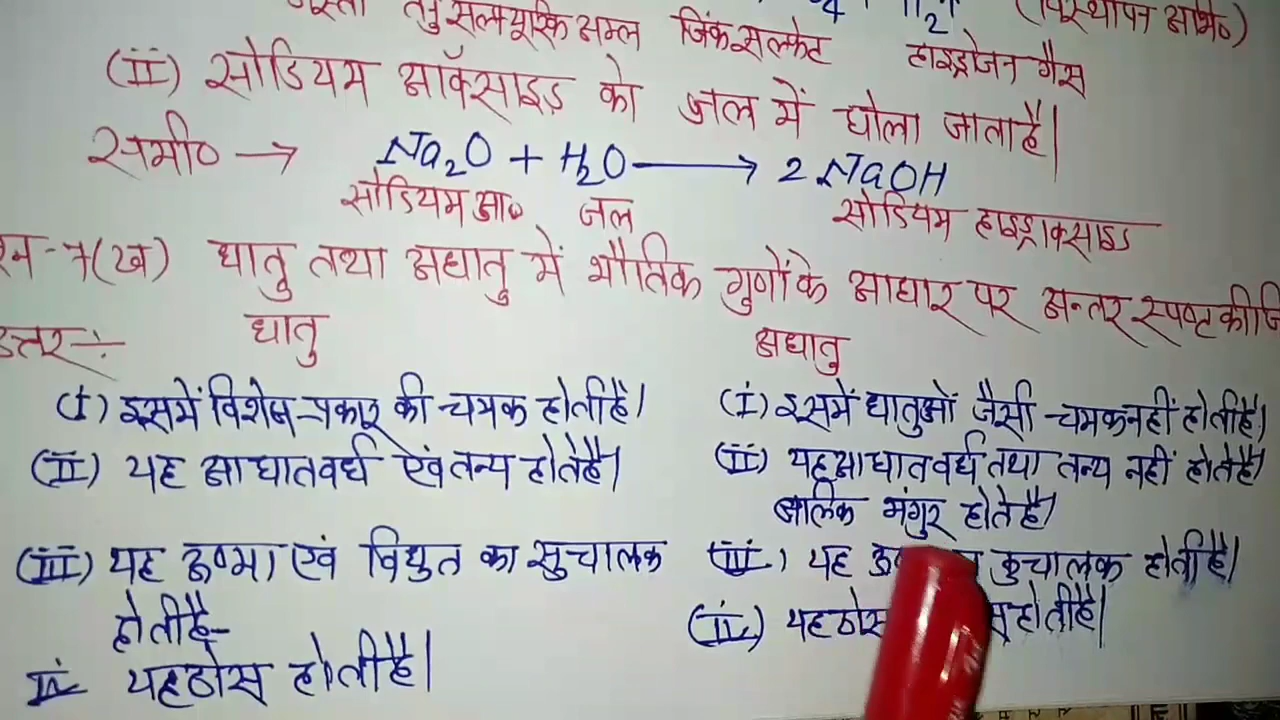 तनु सल्फ्यूरिक अम्ल जिंक सल्फेट हाइड्रोजन गैस
(ii) सोडियम ऑक्साइड को जल में घोला जाता है।
समी० → Na₂O + H₂O → 2 NaOH
सोडियम आ० जल सोडियम हाइड्राक्साइड
7(ख) धातु तथा अधातु में भौतिक गुणों के आधार पर अन्तर स्पष्ट कीजि
उत्तर:-
धातु अधातु
(i) इसमें विशेष प्रकार की चमक होती है। (i) इसमें धातुओं जैसी चमक नहीं होती है।
(ii) यह आघातवर्ध्य एवं तन्य होते है। (ii) यह आघातवर्ध्य तथा तन्य नहीं होते है।
बल्कि भंगुर होते है।
(iii) यह ऊष्मा एवं विद्युत का सुचालक (iii) यह कुचालक होती है।
होती है- (iv) यह ठोस होती है।
iv यह ठोस होती है।